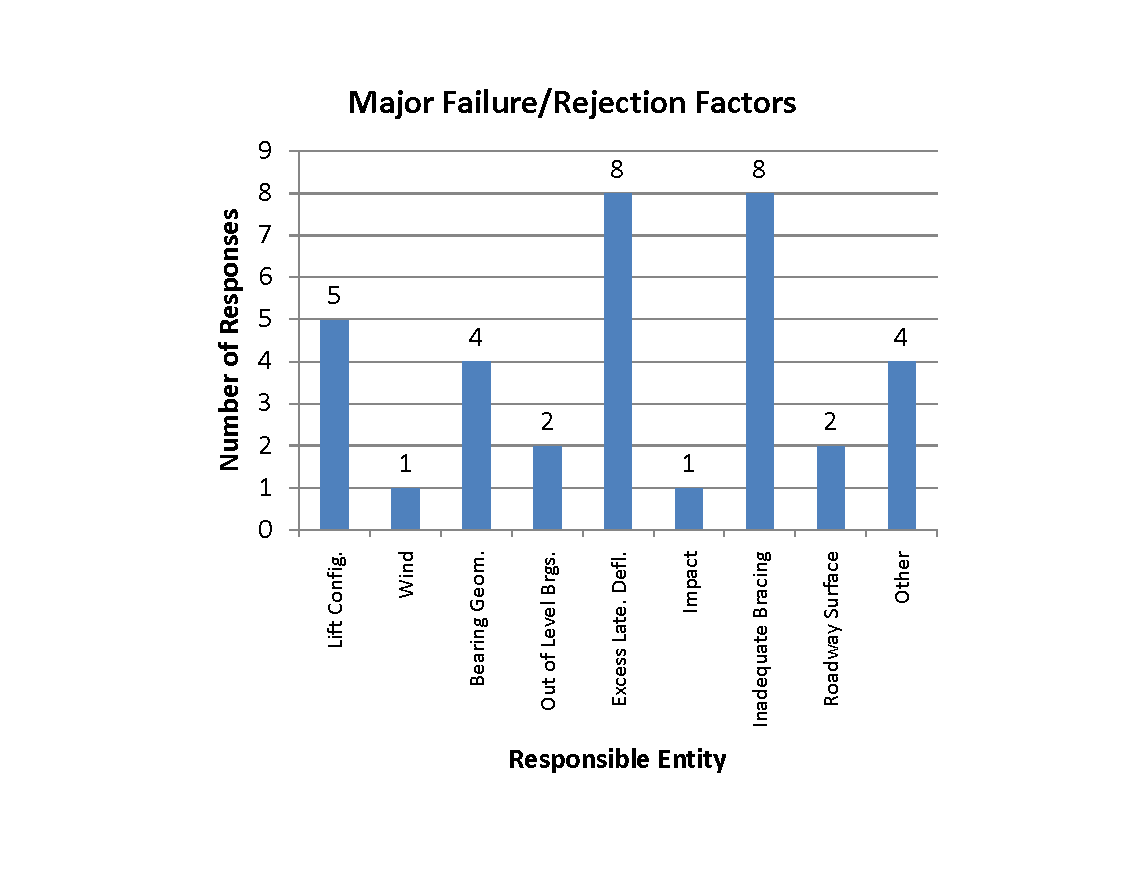 Major Failure/Rejection Factors
Number of Responses
9
8
7
6
5
4
3
2
1
0
5
1
4
2
8
1
8
2
4
Lift Config.
Wind
Bearing Geom.
Out of Level Brgs.
Excess Late. Defl.
Impact
Inadequate Bracing
Roadway Surface
Other
Responsible Entity